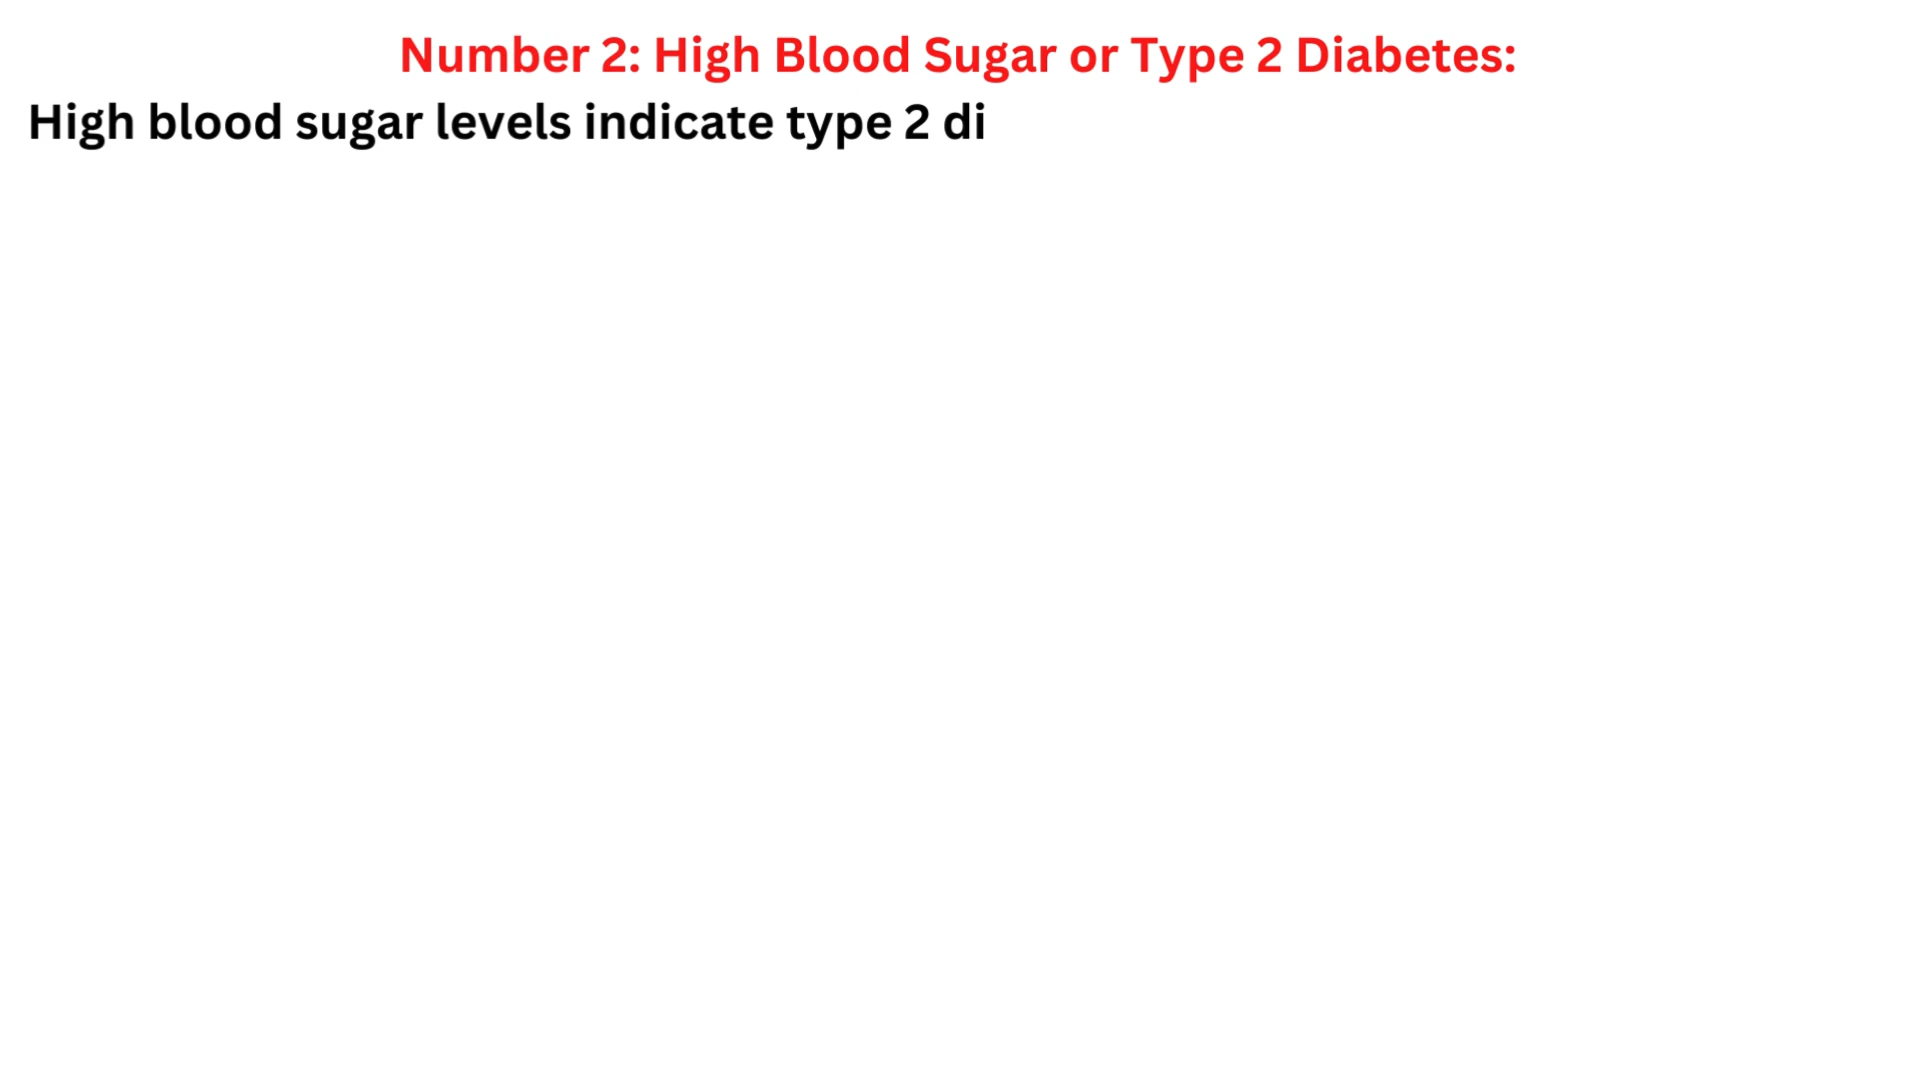 Number 2: High Blood Sugar or Type 2 Diabetes:
High blood sugar levels indicate type 2 di